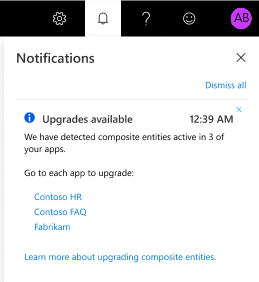 AB
Notifications
Dismiss all
Upgrades available 12:39 AM
We have detected composite entities active in 3 of
your apps.
Go to each app to upgrade:
Contoso HR
Contoso FAQ
Fabrikam
Learn more about upgrading composite entities.